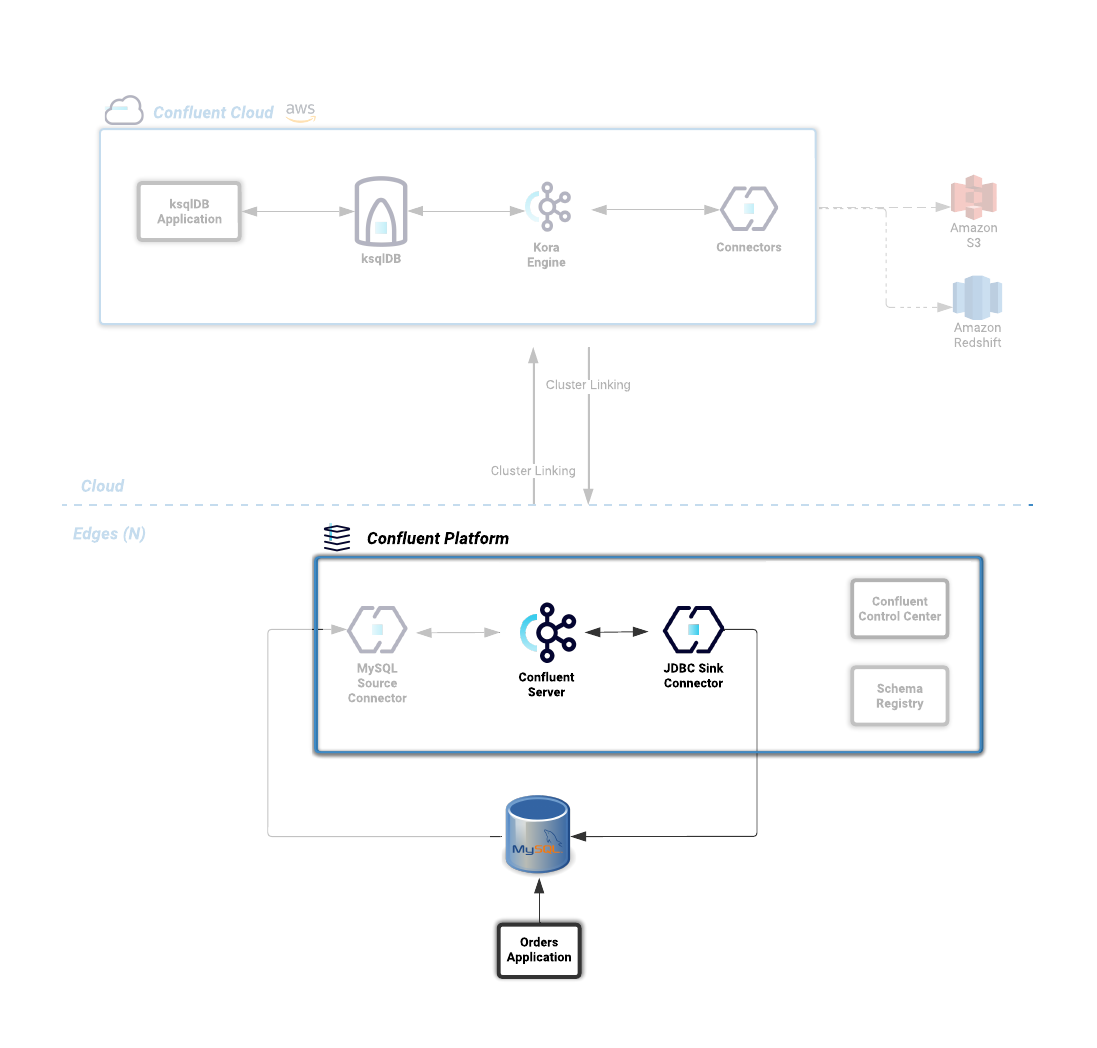 Confluent Cloud
aws
ksqlDB
Application
ksqlDB
Kora
Engine
Connectors
Amazon
S3
Amazon
Redshift
Cluster Linking
Cluster Linking
Cloud
Edges (N)
Confluent Platform
MySQL
Source
Connector
Confluent
Server
JDBC Sink
Connector
Confluent
Control Center
Schema
Registry
MySQL
Orders
Application